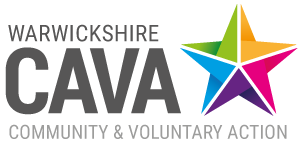 WARWICKSHIRE
CAVA
COMMUNITY & VOLUNTARY ACTION